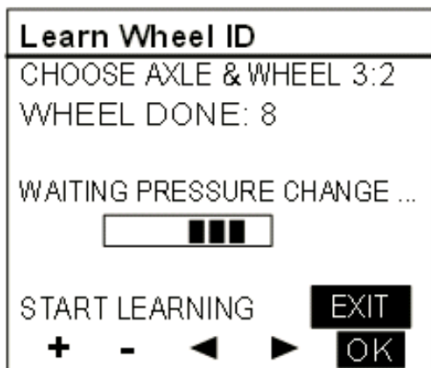 Learn Wheel ID
CHOOSE AXLE & WHEEL 3:2
WHEEL DONE: 8
WAITING PRESSURE CHANGE ...
START LEARNING EXIT
+ - ◄ ► OK